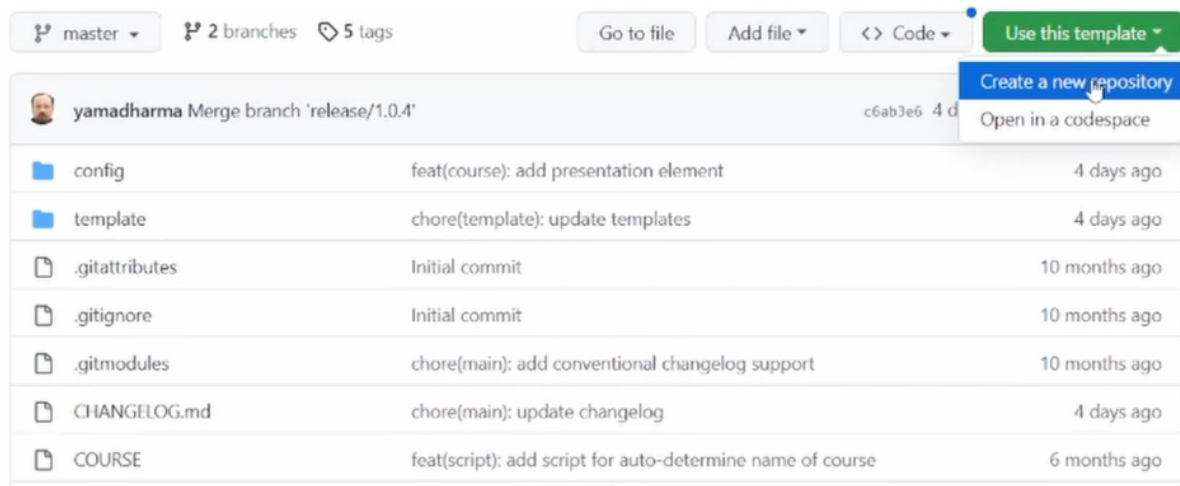 master 2 branches 5 tags Go to file Add file <> Code Use this template
Create a new repository
yamadharma Merge branch 'release/1.0.4' c6ab3e6 4 d
Open in a codespace
config feat(course): add presentation element 4 days ago
template chore(template): update templates 4 days ago
.gitattributes Initial commit 10 months ago
.gitignore Initial commit 10 months ago
.gitmodules chore(main): add conventional changelog support 10 months ago
CHANGELOG.md chore(main): update changelog 4 days ago
COURSE feat(script): add script for auto-determine name of course 6 months ago